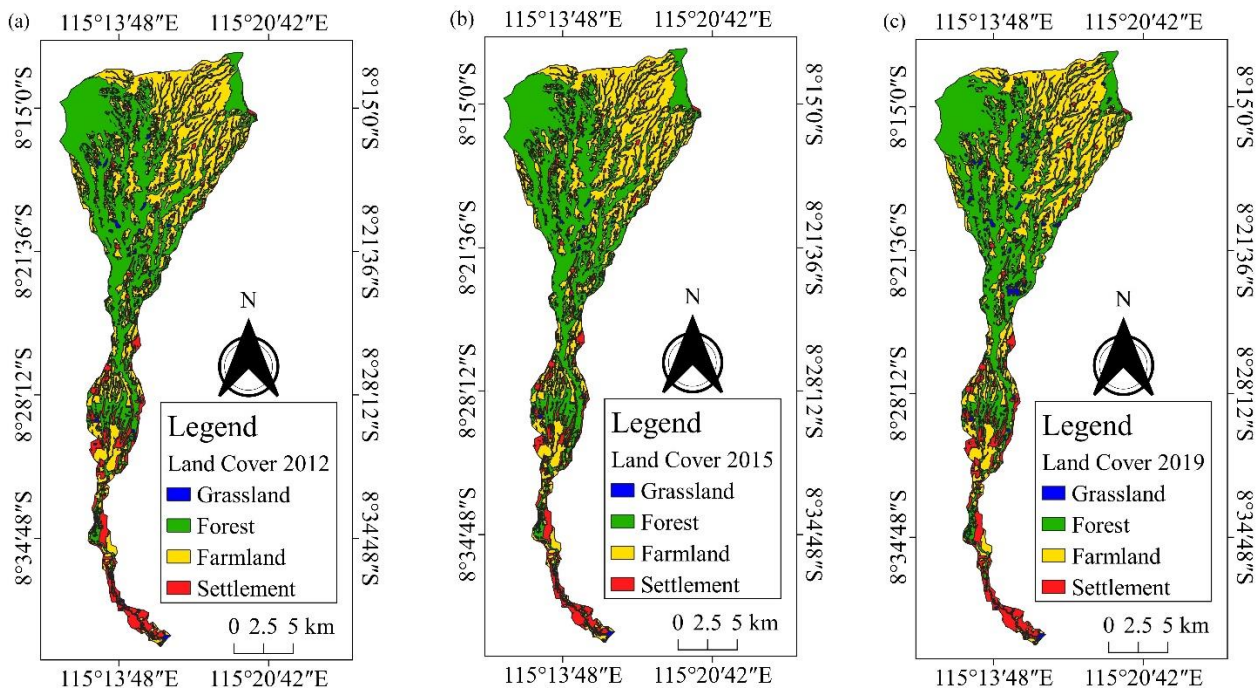 (a)
115°13′48″E 115°20′42″E
8°15′0″S
8°15′0″S
8°21′36″S
8°21′36″S
N
8°28′12″S
8°28′12″S
Legend
Land Cover 2012
Grassland
Forest
Farmland
Settlement
8°34′48″S
8°34′48″S
0 2.5 5 km
115°13′48″E 115°20′42″E
(b)
115°13′48″E 115°20′42″E
8°15′0″S
8°15′0″S
8°21′36″S
8°21′36″S
N
8°28′12″S
8°28′12″S
Legend
Land Cover 2015
Grassland
Forest
Farmland
Settlement
8°34′48″S
8°34′48″S
0 2.5 5 km
115°13′48″E 115°20′42″E
(c)
115°13′48″E 115°20′42″E
8°15′0″S
8°15′0″S
8°21′36″S
8°21′36″S
N
8°28′12″S
8°28′12″S
Legend
Land Cover 2019
Grassland
Forest
Farmland
Settlement
8°34′48″S
8°34′48″S
0 2.5 5 km
115°13′48″E 115°20′42″E